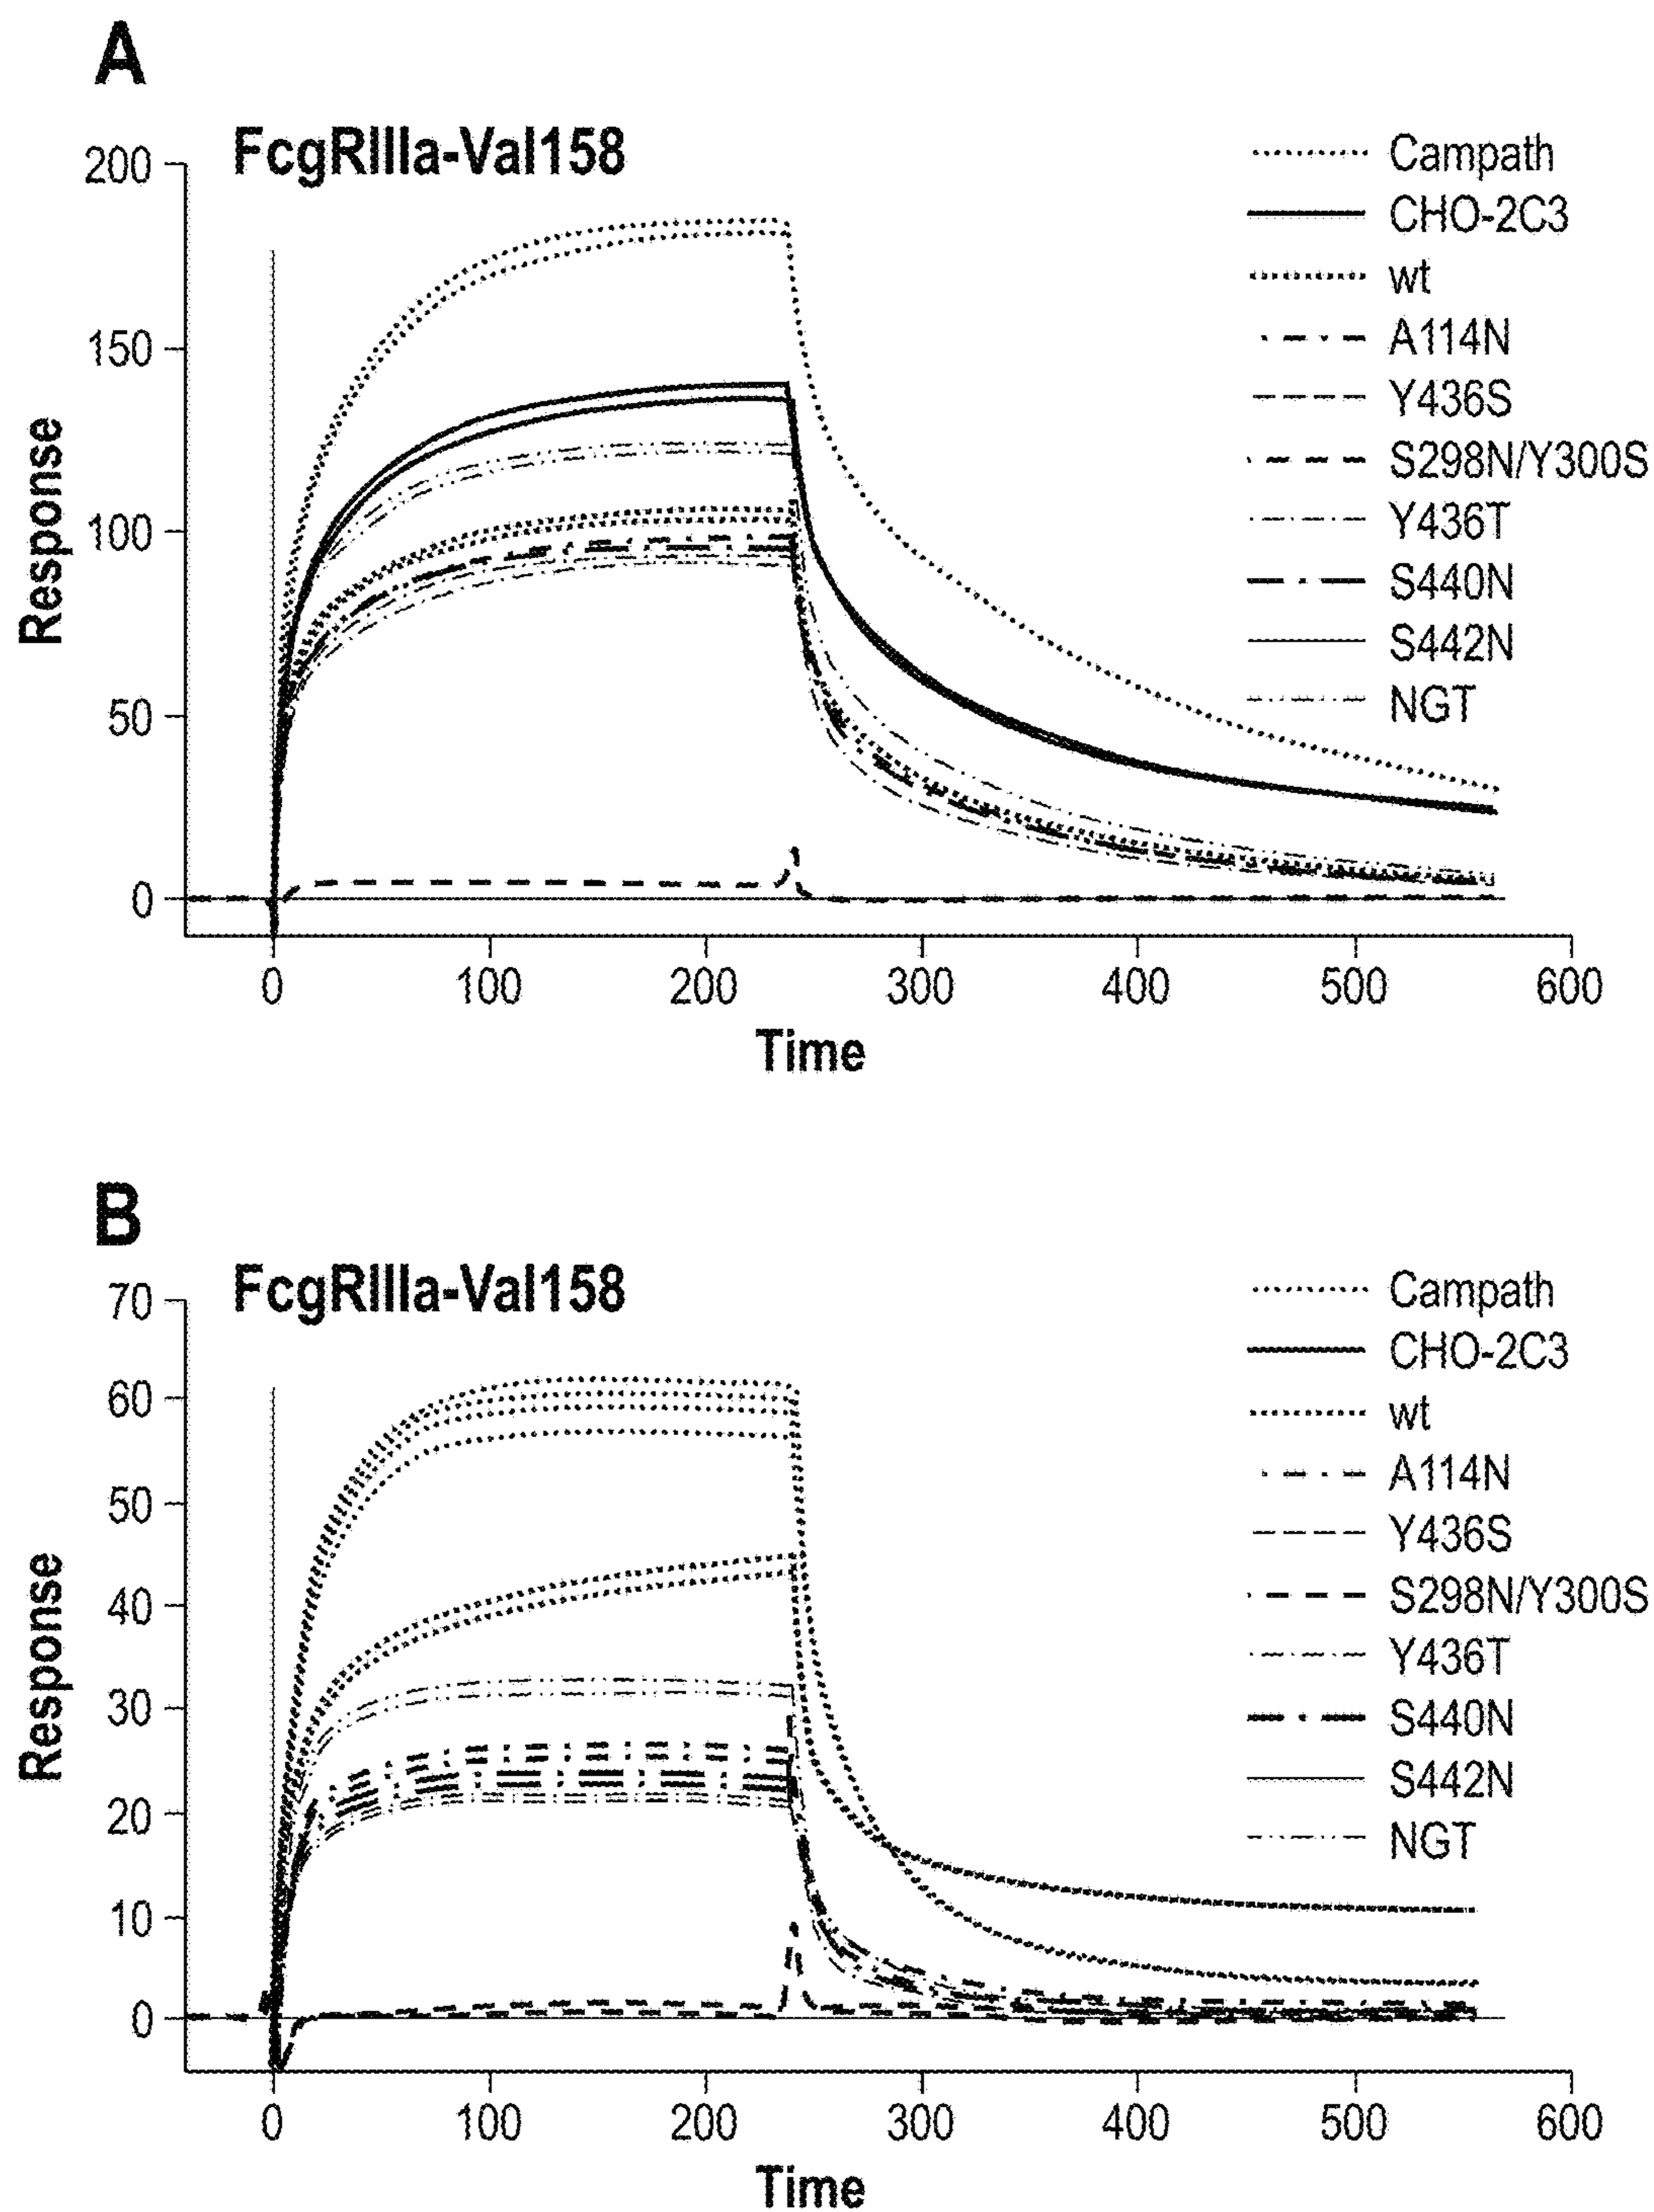 A
FcgRIIIa-Val158
200
150
100
50
0
Response
0 100 200 300 400 500 600
Time
Campath
CHO-2C3
wt
A114N
Y436S
S298N/Y300S
Y436T
S440N
S442N
NGT
B
FcgRIIIa-Val158
70
60
50
40
30
20
10
0
Response
0 100 200 300 400 500 600
Time
Campath
CHO-2C3
wt
A114N
Y436S
S298N/Y300S
Y436T
S440N
S442N
NGT